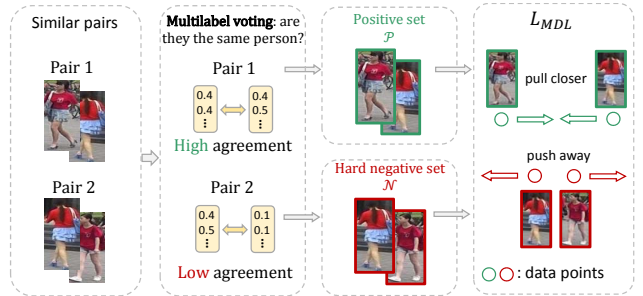 Similar pairs
Pair 1
Pair 2
Multilabel voting: are
they the same person?
Pair 1
0.4
0.4
⋮
0.4
0.5
⋮
High agreement
Pair 2
0.4
0.5
⋮
0.1
0.1
⋮
Low agreement
Positive set
𝒫
Hard negative set
𝒩
L_{MDL}
pull closer
push away
: data points